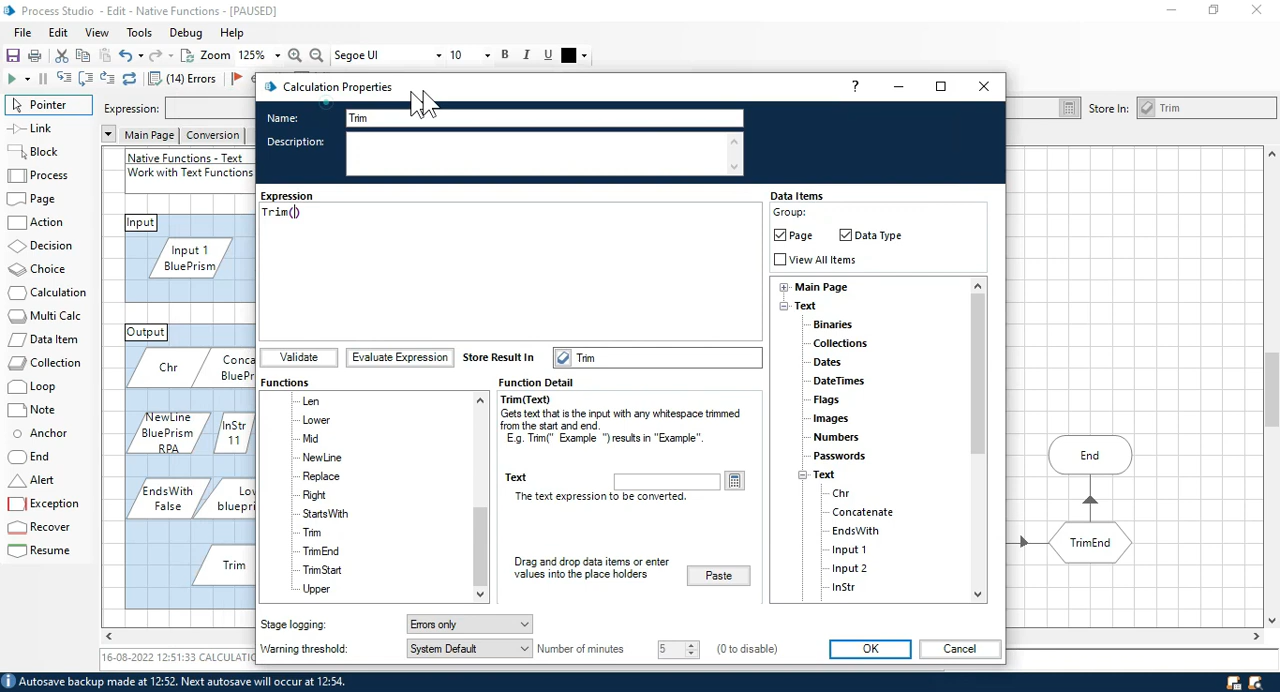 Process Studio - Edit - Native Functions - [PAUSED]
File Edit View Tools Debug Help
Zoom 125% Segoe UI 10 B I U
(14) Errors
Calculation Properties
?
Pointer
Expression:
Store In: Trim
Name: Trim
Description:
Link
Block
Process
Page
Action
Decision
Choice
Calculation
Multi Calc
Data Item
Collection
Loop
Note
Anchor
End
Alert
Exception
Recover
Resume
Main Page Conversion
Native Functions - Text
Work with Text Functions
Input
Input 1
BluePrism
Output
Chr
NewLine
BluePrism
RPA
InStr
11
EndsWith
False
Trim
Expression
Trim()
Validate Evaluate Expression Store Result In Trim
Functions
Len
Lower
Mid
NewLine
Replace
Right
StartsWith
Trim
TrimEnd
TrimStart
Upper
Function Detail
Trim(Text)
Gets text that is the input with any whitespace trimmed
from the start and end.
E.g. Trim(" Example ") results in "Example".
Text
The text expression to be converted.
Drag and drop data items or enter
values into the place holders
Paste
Data Items
Group:
Page Data Type
View All Items
Main Page
Text
Binaries
Collections
Dates
DateTimes
Flags
Images
Numbers
Passwords
Text
Chr
Concatenate
EndsWith
Input 1
Input 2
InStr
Stage logging: Errors only
Warning threshold: System Default Number of minutes 5 (0 to disable)
OK Cancel
End
TrimEnd
16-08-2022 12:51:33
Autosave backup made at 12:52. Next autosave will occur at 12:54.